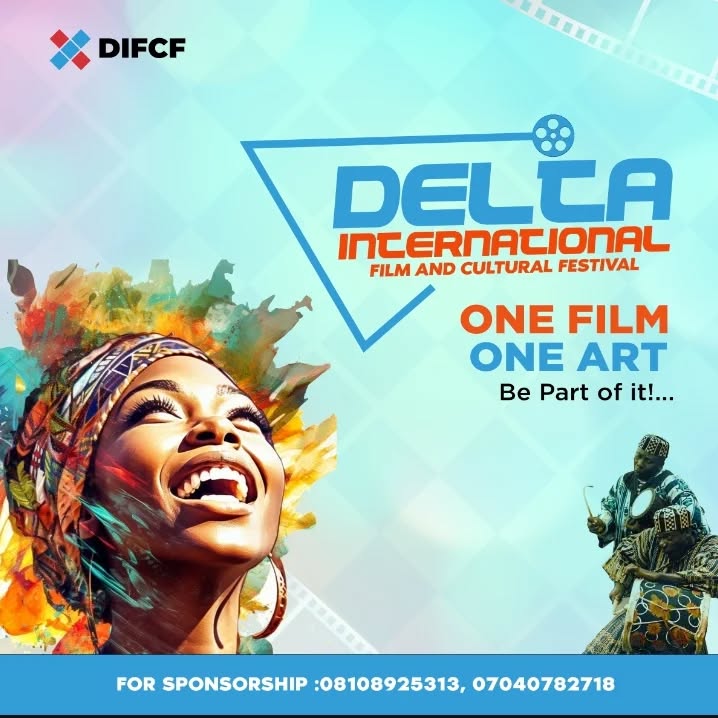 DIFCF
DELTA
INTERNATIONAL
FILM AND CULTURAL FESTIVAL
ONE FILM
ONE ART
Be Part of it!...
FOR SPONSORSHIP :08108925313, 07040782718